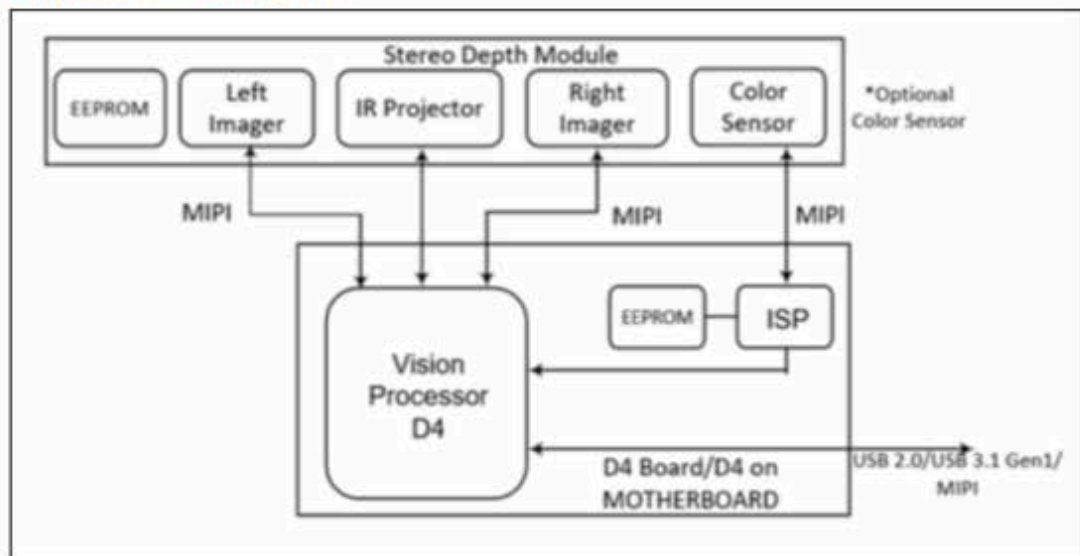 Stereo Depth Module
EEPROM
Left
Imager
IR Projector
Right
Imager
Color
Sensor
*Optional
Color Sensor
MIPI
MIPI
MIPI
EEPROM
ISP
Vision
Processor
D4
D4 Board/D4 on
MOTHERBOARD
USB 2.0/USB 3.1 Gen1/
MIPI